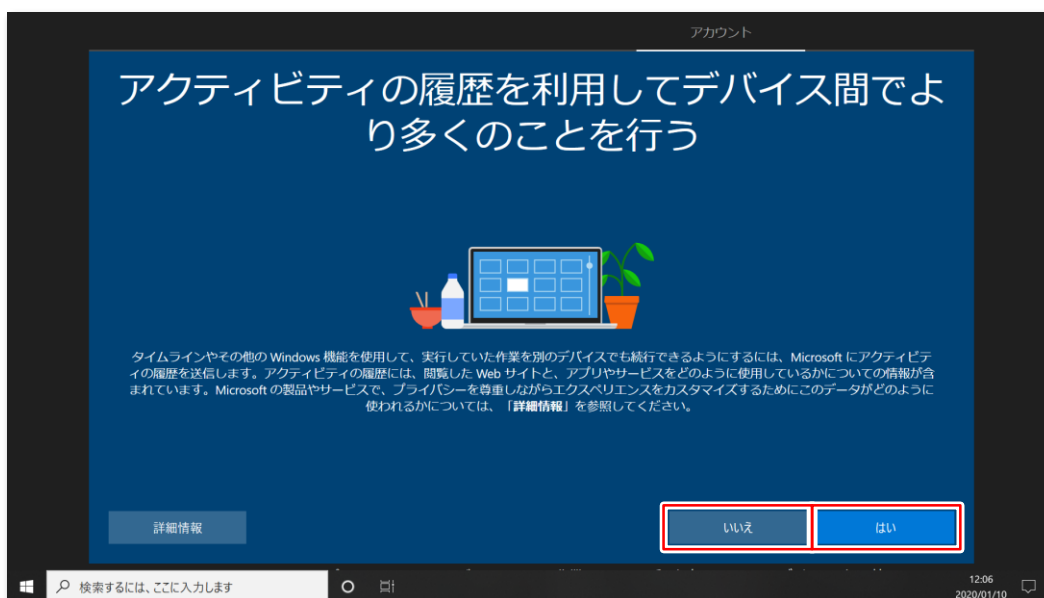 アカウント
アクティビティの履歴を利用してデバイス間でよ
り多くのことを行う
タイムラインやその他の Windows 機能を使用して、実行していた作業を別のデバイスでも続行できるようにするには、Microsoft にアクティビテ
ィの履歴を送信します。アクティビティの履歴には、閲覧した Web サイトと、アプリやサービスをどのように使用しているかについての情報が含
まれています。Microsoft の製品やサービスで、プライバシーを尊重しながらエクスペリエンスをカスタマイズするためにこのデータがどのように
使われるかについては、「詳細情報」を参照してください。
詳細情報
いいえ
はい
検索するには、ここに入力します
12:06
2020/01/10